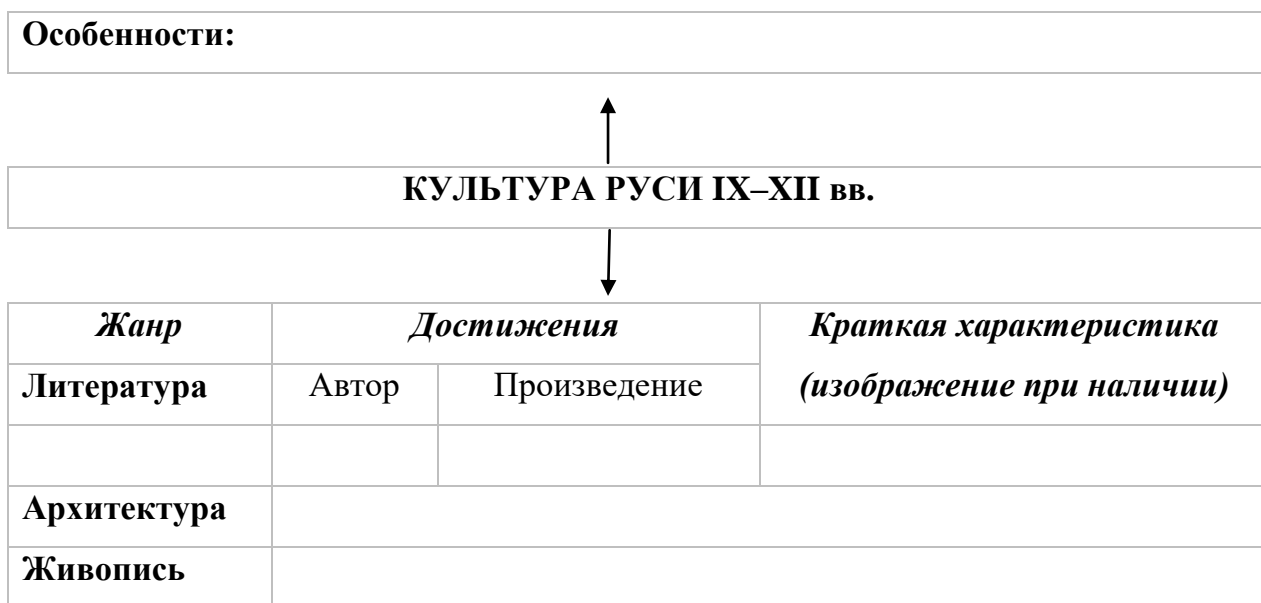 Особенности:
КУЛЬТУРА РУСИ IX–XII вв.
Жанр Достижения Краткая характеристика
Литература Автор Произведение (изображение при наличии)
Архитектура
Живопись